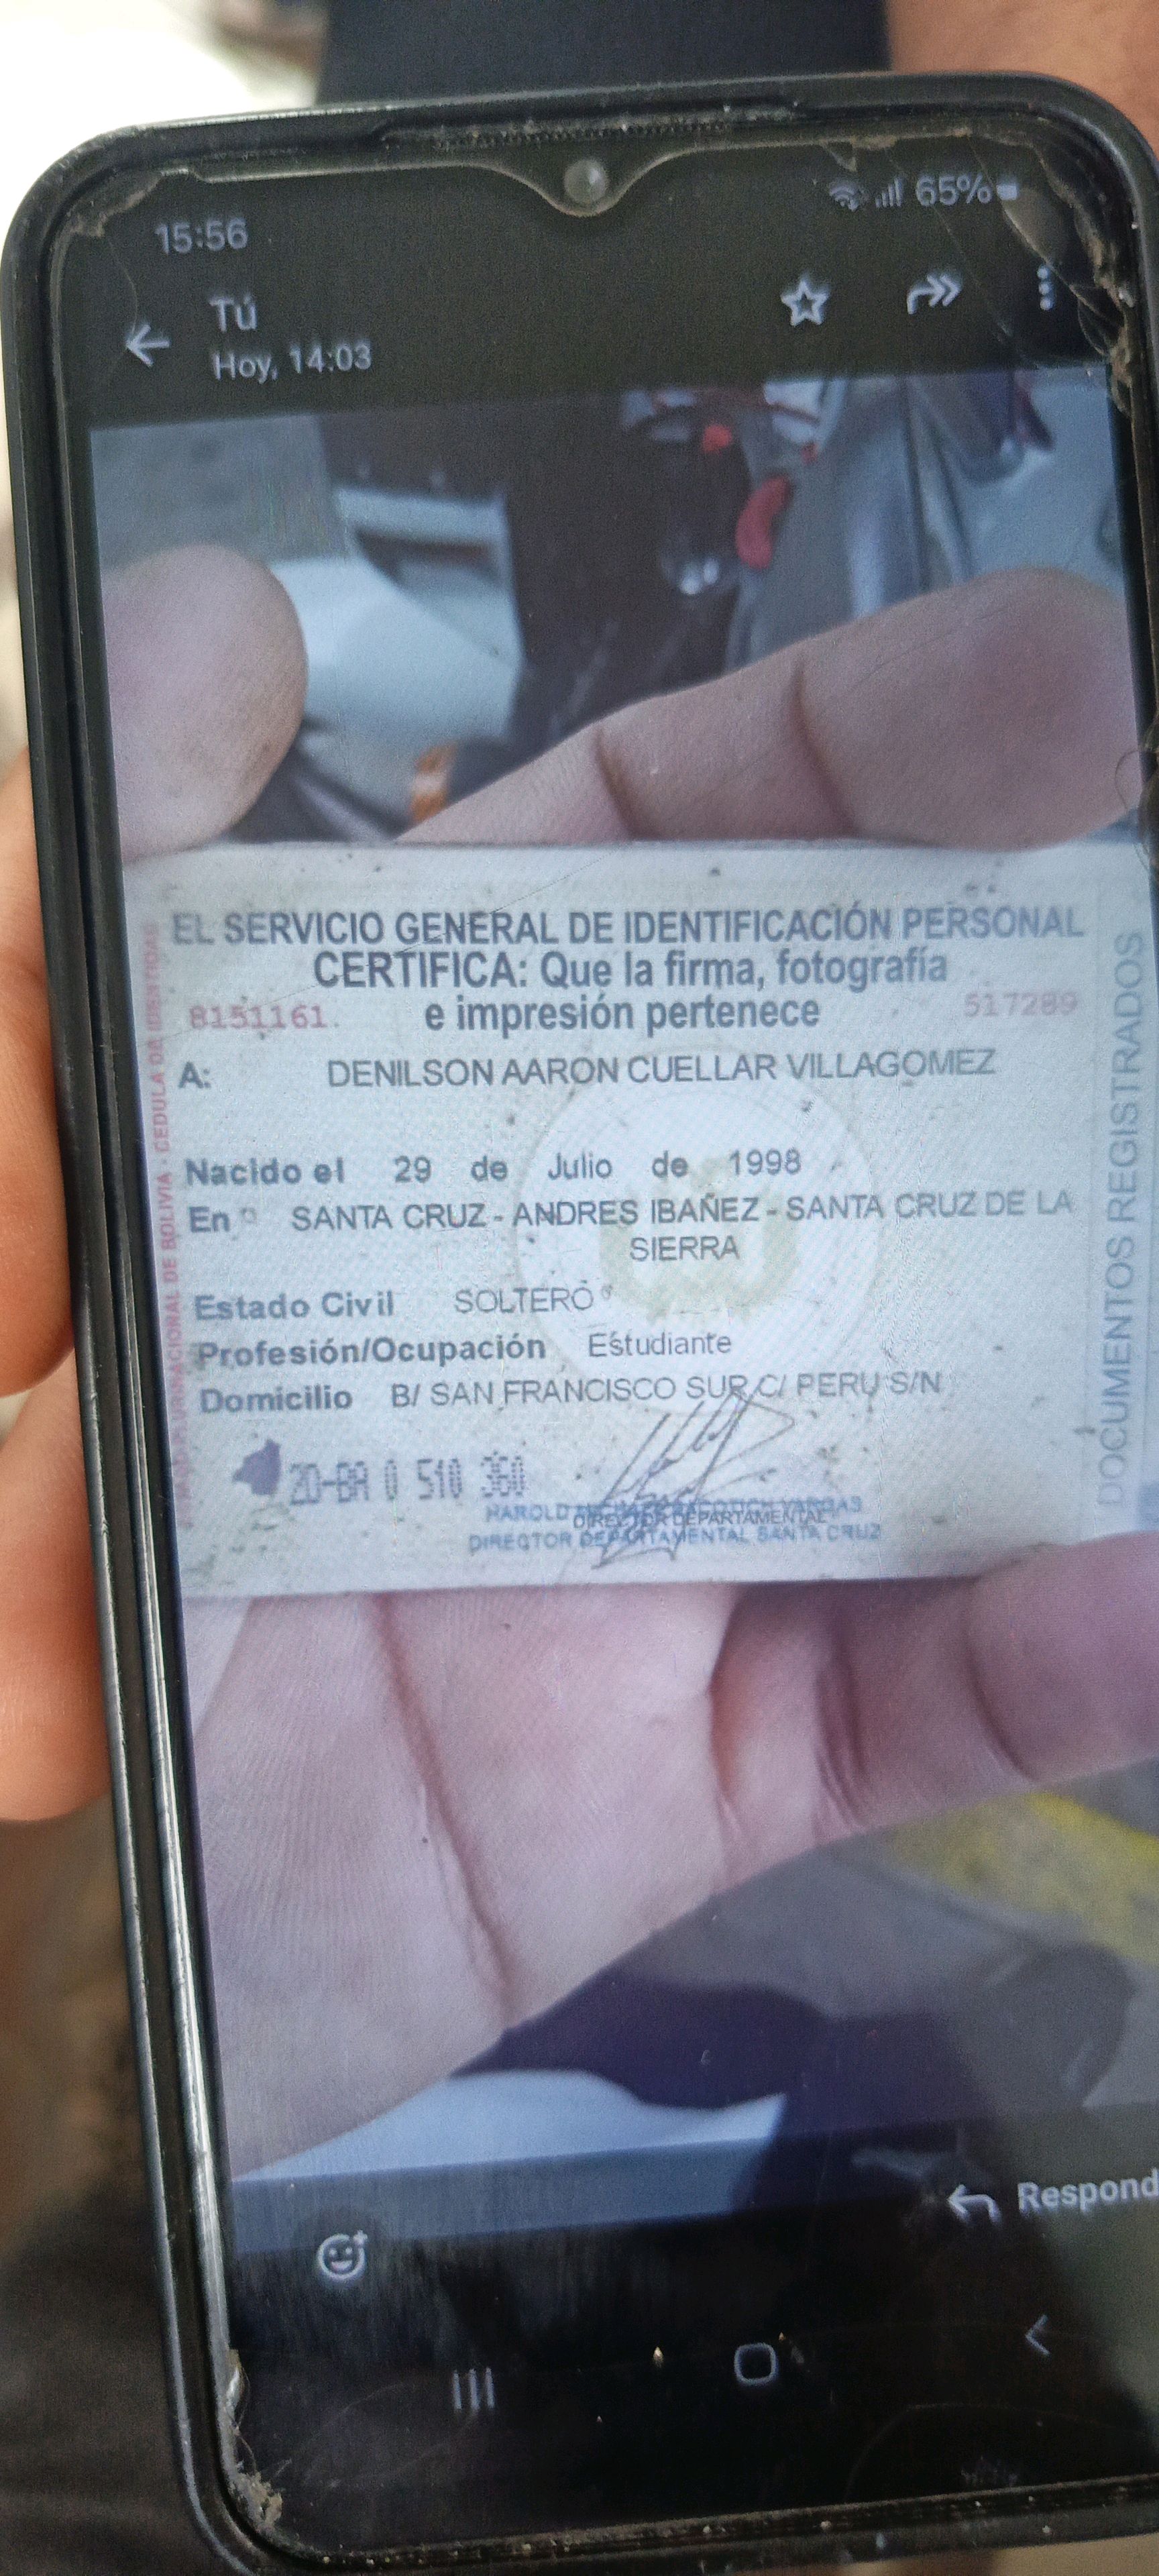 15:56
65%
Tú
Hoy, 14:03
EL SERVICIO GENERAL DE IDENTIFICACIÓN PERSONAL
CERTIFICA: Que la firma, fotografía
8151161. e impresión pertenece 517289
A: DENILSON AARON CUELLAR VILLAGOMEZ
Nacido el 29 de Julio de 1998
En SANTA CRUZ - ANDRES IBAÑEZ - SANTA CRUZ DE LA
SIERRA
Estado Civil SOLTERO
Profesión/Ocupación Estudiante
Domicilio B/ SAN FRANCISCO SUR C/ PERU S/N
20-BA 0 510 360
HAROLD VARGAS
DIRECTOR DEPARTAMENTAL
DIRECTOR DEPARTAMENTAL SANTA CRUZ
DE BOLIVIA - CEDULA DE IDENTIDAD
DOCUMENTOS REGISTRADOS
Respond